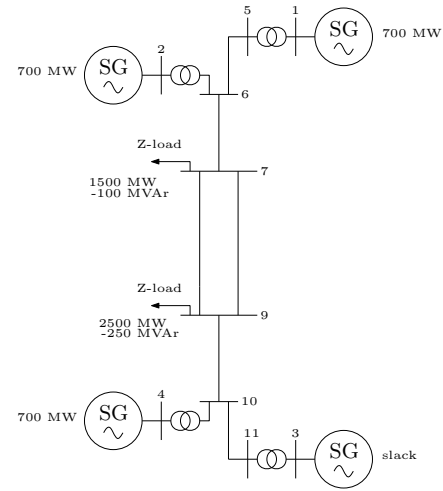 5
1
SG
700 MW
2
700 MW
SG
6
Z-load
7
1500 MW
-100 MVAr
Z-load
9
2500 MW
-250 MVAr
10
4
700 MW
SG
11
3
SG
slack